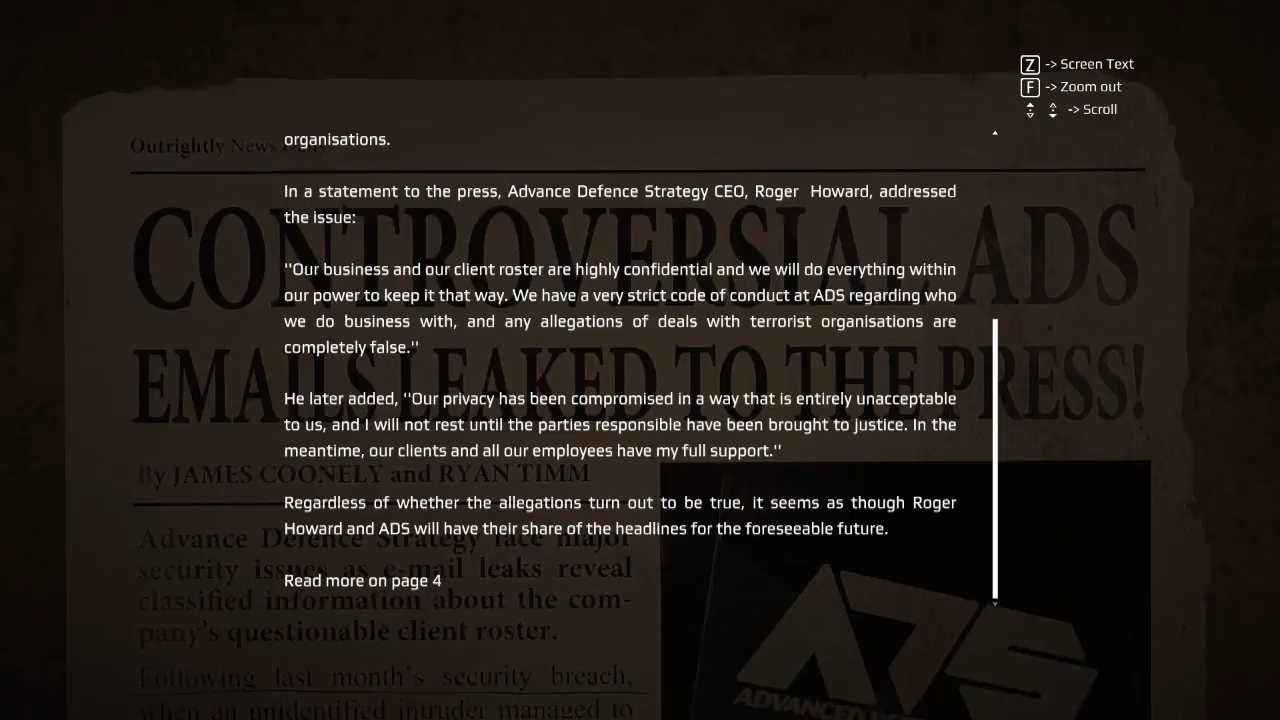 Z -> Screen Text
F -> Zoom out
-> Scroll
Outrightly News Daily
organisations.
In a statement to the press, Advance Defence Strategy CEO, Roger Howard, addressed
the issue:
''Our business and our client roster are highly confidential and we will do everything within
our power to keep it that way. We have a very strict code of conduct at ADS regarding who
we do business with, and any allegations of deals with terrorist organisations are
completely false.''
He later added, ''Our privacy has been compromised in a way that is entirely unacceptable
to us, and I will not rest until the parties responsible have been brought to justice. In the
meantime, our clients and all our employees have my full support.''
Regardless of whether the allegations turn out to be true, it seems as though Roger
Howard and ADS will have their share of the headlines for the foreseeable future.
Read more on page 4
CONTROVERSIAL ADS
EMAILS LEAKED TO THE PRESS!
By JAMES COONELY and RYAN TIMM
Advance Defence Strategy face major
security issues as e-mail leaks reveal
classified information about the com-
pany's questionable client roster.
Following last month's security breach,
when an unidentified intruder managed to
ADS
ADVANCED